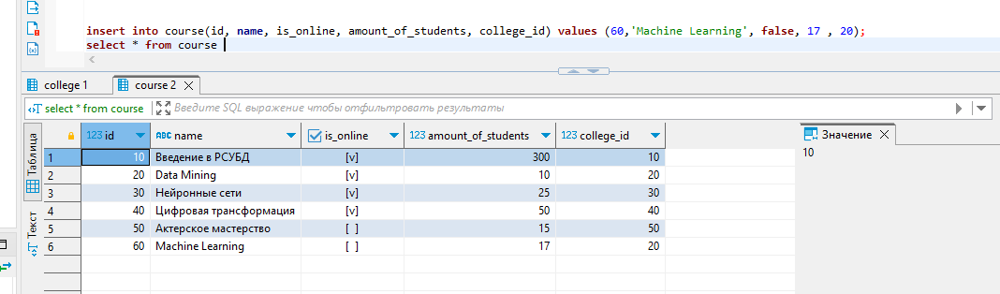 insert into course(id, name, is_online, amount_of_students, college_id) values (60,'Machine Learning', false, 17 , 20);
select * from course
college 1 course 2
select * from course Введите SQL выражение чтобы отфильтровать результаты
Таблица
Текст
123 id ABC name is_online 123 amount_of_students 123 college_id
1 10 Введение в РСУБД [v] 300 10
2 20 Data Mining [v] 10 20
3 30 Нейронные сети [v] 25 30
4 40 Цифровая трансформация [v] 50 40
5 50 Актерское мастерство [ ] 15 50
6 60 Machine Learning [ ] 17 20
Значение
10